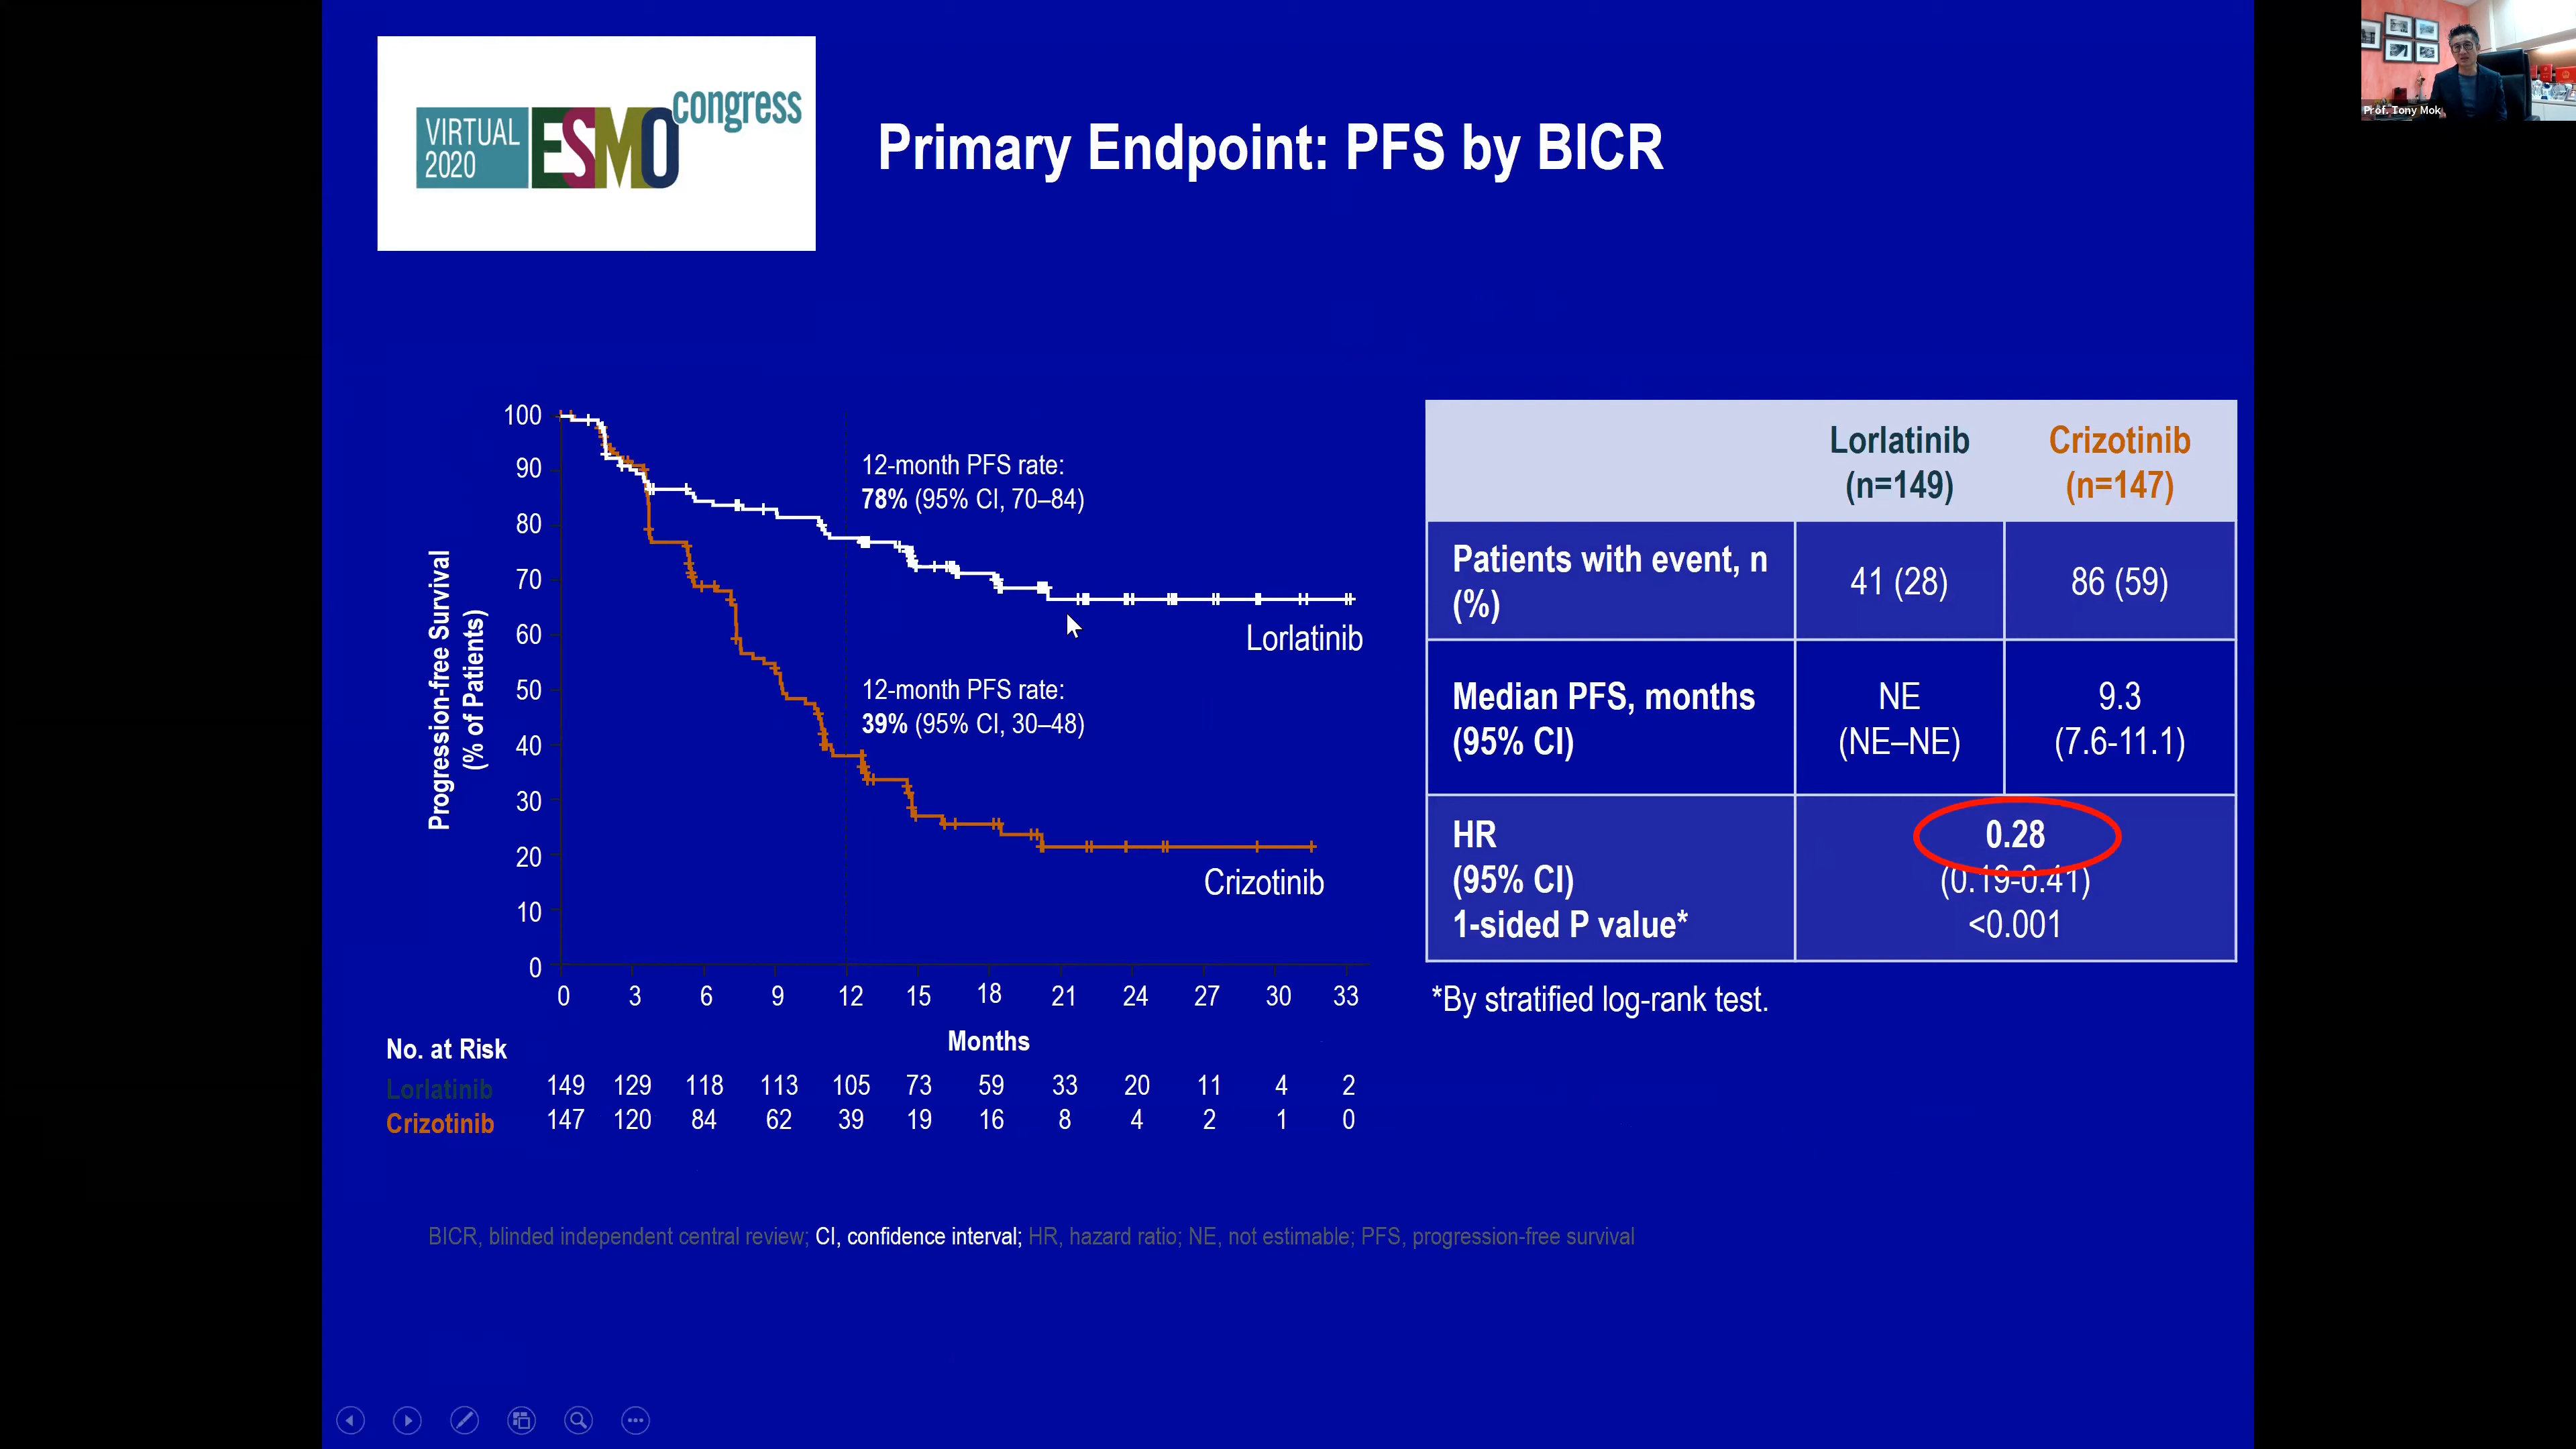 VIRTUAL
2020
ESMO
congress
Primary Endpoint: PFS by BICR
Prof. Tony Mok
Progression-free Survival
(% of Patients)
100
90
80
70
60
50
40
30
20
10
0
12-month PFS rate:
78% (95% CI, 70–84)
Lorlatinib
12-month PFS rate:
39% (95% CI, 30–48)
Crizotinib
0 3 6 9 12 15 18 21 24 27 30 33
Months
No. at Risk
Lorlatinib 149 129 118 113 105 73 59 33 20 11 4 2
Crizotinib 147 120 84 62 39 19 16 8 4 2 1 0
Lorlatinib Crizotinib
(n=149) (n=147)
Patients with event, n
(%)
41 (28) 86 (59)
Median PFS, months
(95% CI)
NE
(NE–NE)
9.3
(7.6-11.1)
HR
(95% CI)
1-sided P value*
0.28
(0.19-0.41)
<0.001
*By stratified log-rank test.
BICR, blinded independent central review; CI, confidence interval; HR, hazard ratio; NE, not estimable; PFS, progression-free survival